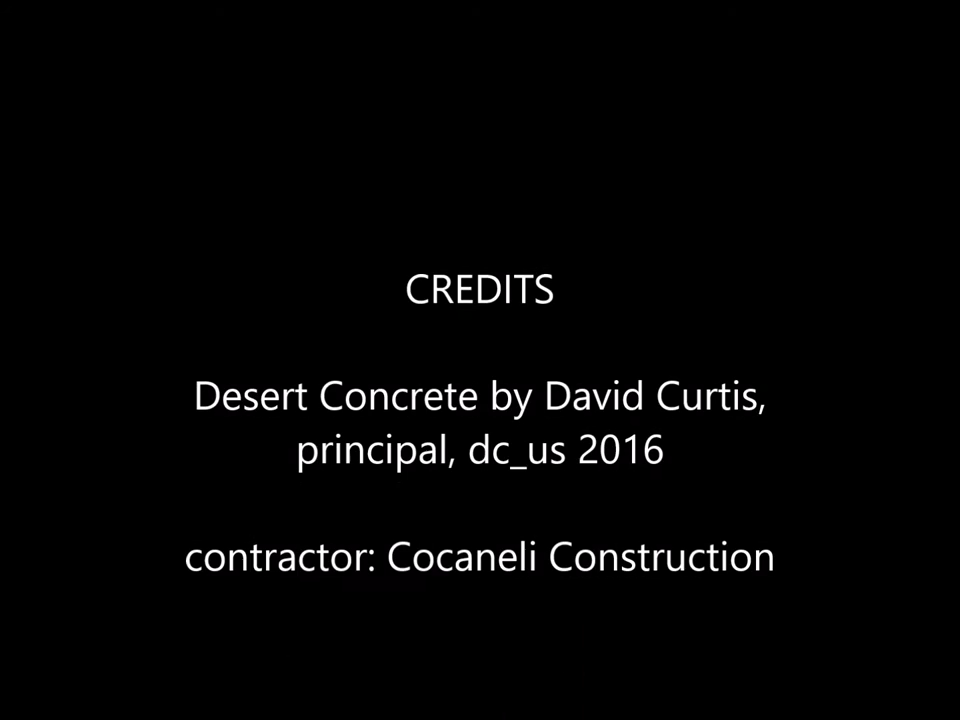 CREDITS
Desert Concrete by David Curtis,
principal, dc_us 2016
contractor: Cocaneli Construction